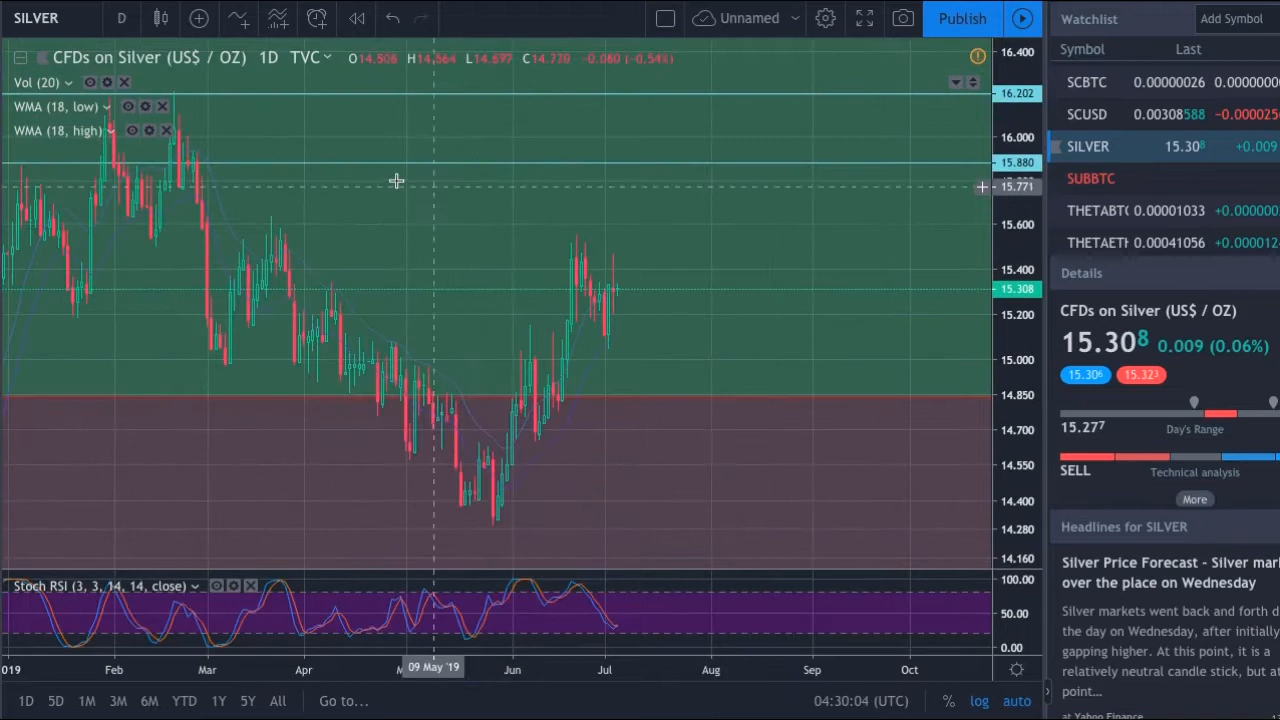 SILVER D Unnamed Publish Watchlist Add Symbol
CFDs on Silver (US$ / OZ) 1D TVC
Vol (20)
WMA (18, low)
WMA (18, high)
16.400
16.202
16.000
15.880
15.771
15.600
15.400
15.308
15.200
15.000
14.850
14.700
14.550
14.400
14.280
14.160
Stoch RSI (3, 3, 14, 14, close)
100.00
50.00
0.00
2019 Feb Mar Apr 09 May '19 Jun Jul Aug Sep Oct
1D 5D 1M 3M 6M YTD 1Y 5Y All Go to... 04:30:04 (UTC) % log auto
Symbol Last
SCBTC 0.00000026
SCUSD 0.00308588
SILVER 15.308 +0.009
SUBBTC
THETABTC 0.00001033
THETAETH 0.00041056
Details
CFDs on Silver (US$ / OZ)
15.308 0.009 (0.06%)
15.306 15.323
15.277 Day's Range
SELL Technical analysis
More
Headlines for SILVER
Silver Price Forecast - Silver mar
over the place on Wednesday
Silver markets went back and forth d
the day on Wednesday, after initially
gapping higher. At this point, it is a
relatively neutral candle stick, but at
point...
at Yahoo Finance